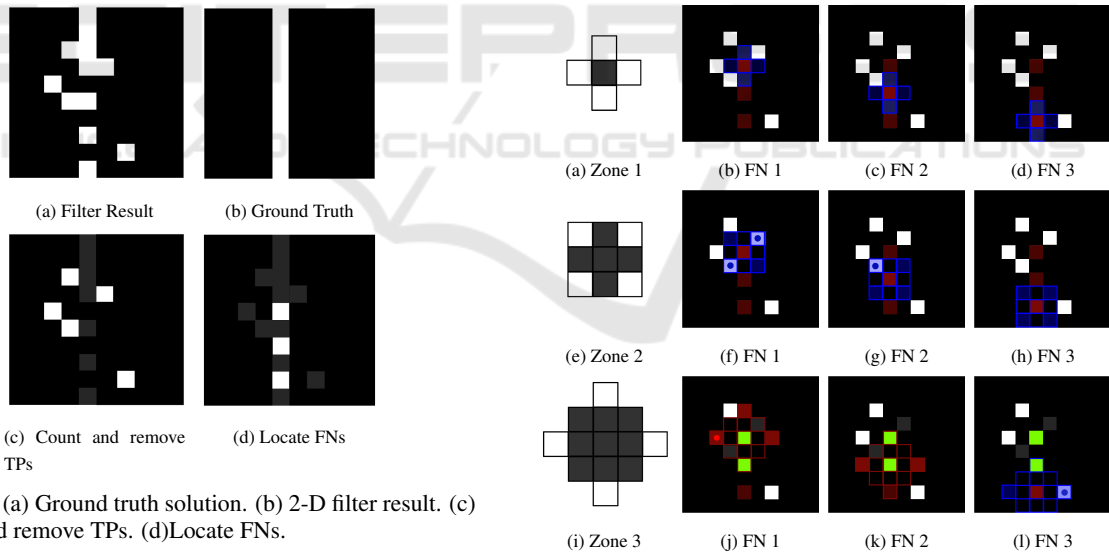 (a) Filter Result
(b) Ground Truth
(c) Count and remove TPs
(d) Locate FNs
(a) Ground truth solution. (b) 2-D filter result. (c)
remove TPs. (d)Locate FNs.
(a) Zone 1
(b) FN 1
(c) FN 2
(d) FN 3
(e) Zone 2
(f) FN 1
(g) FN 2
(h) FN 3
(i) Zone 3
(j) FN 1
(k) FN 2
(l) FN 3
TECHNOLOGY PUBLICATIONS